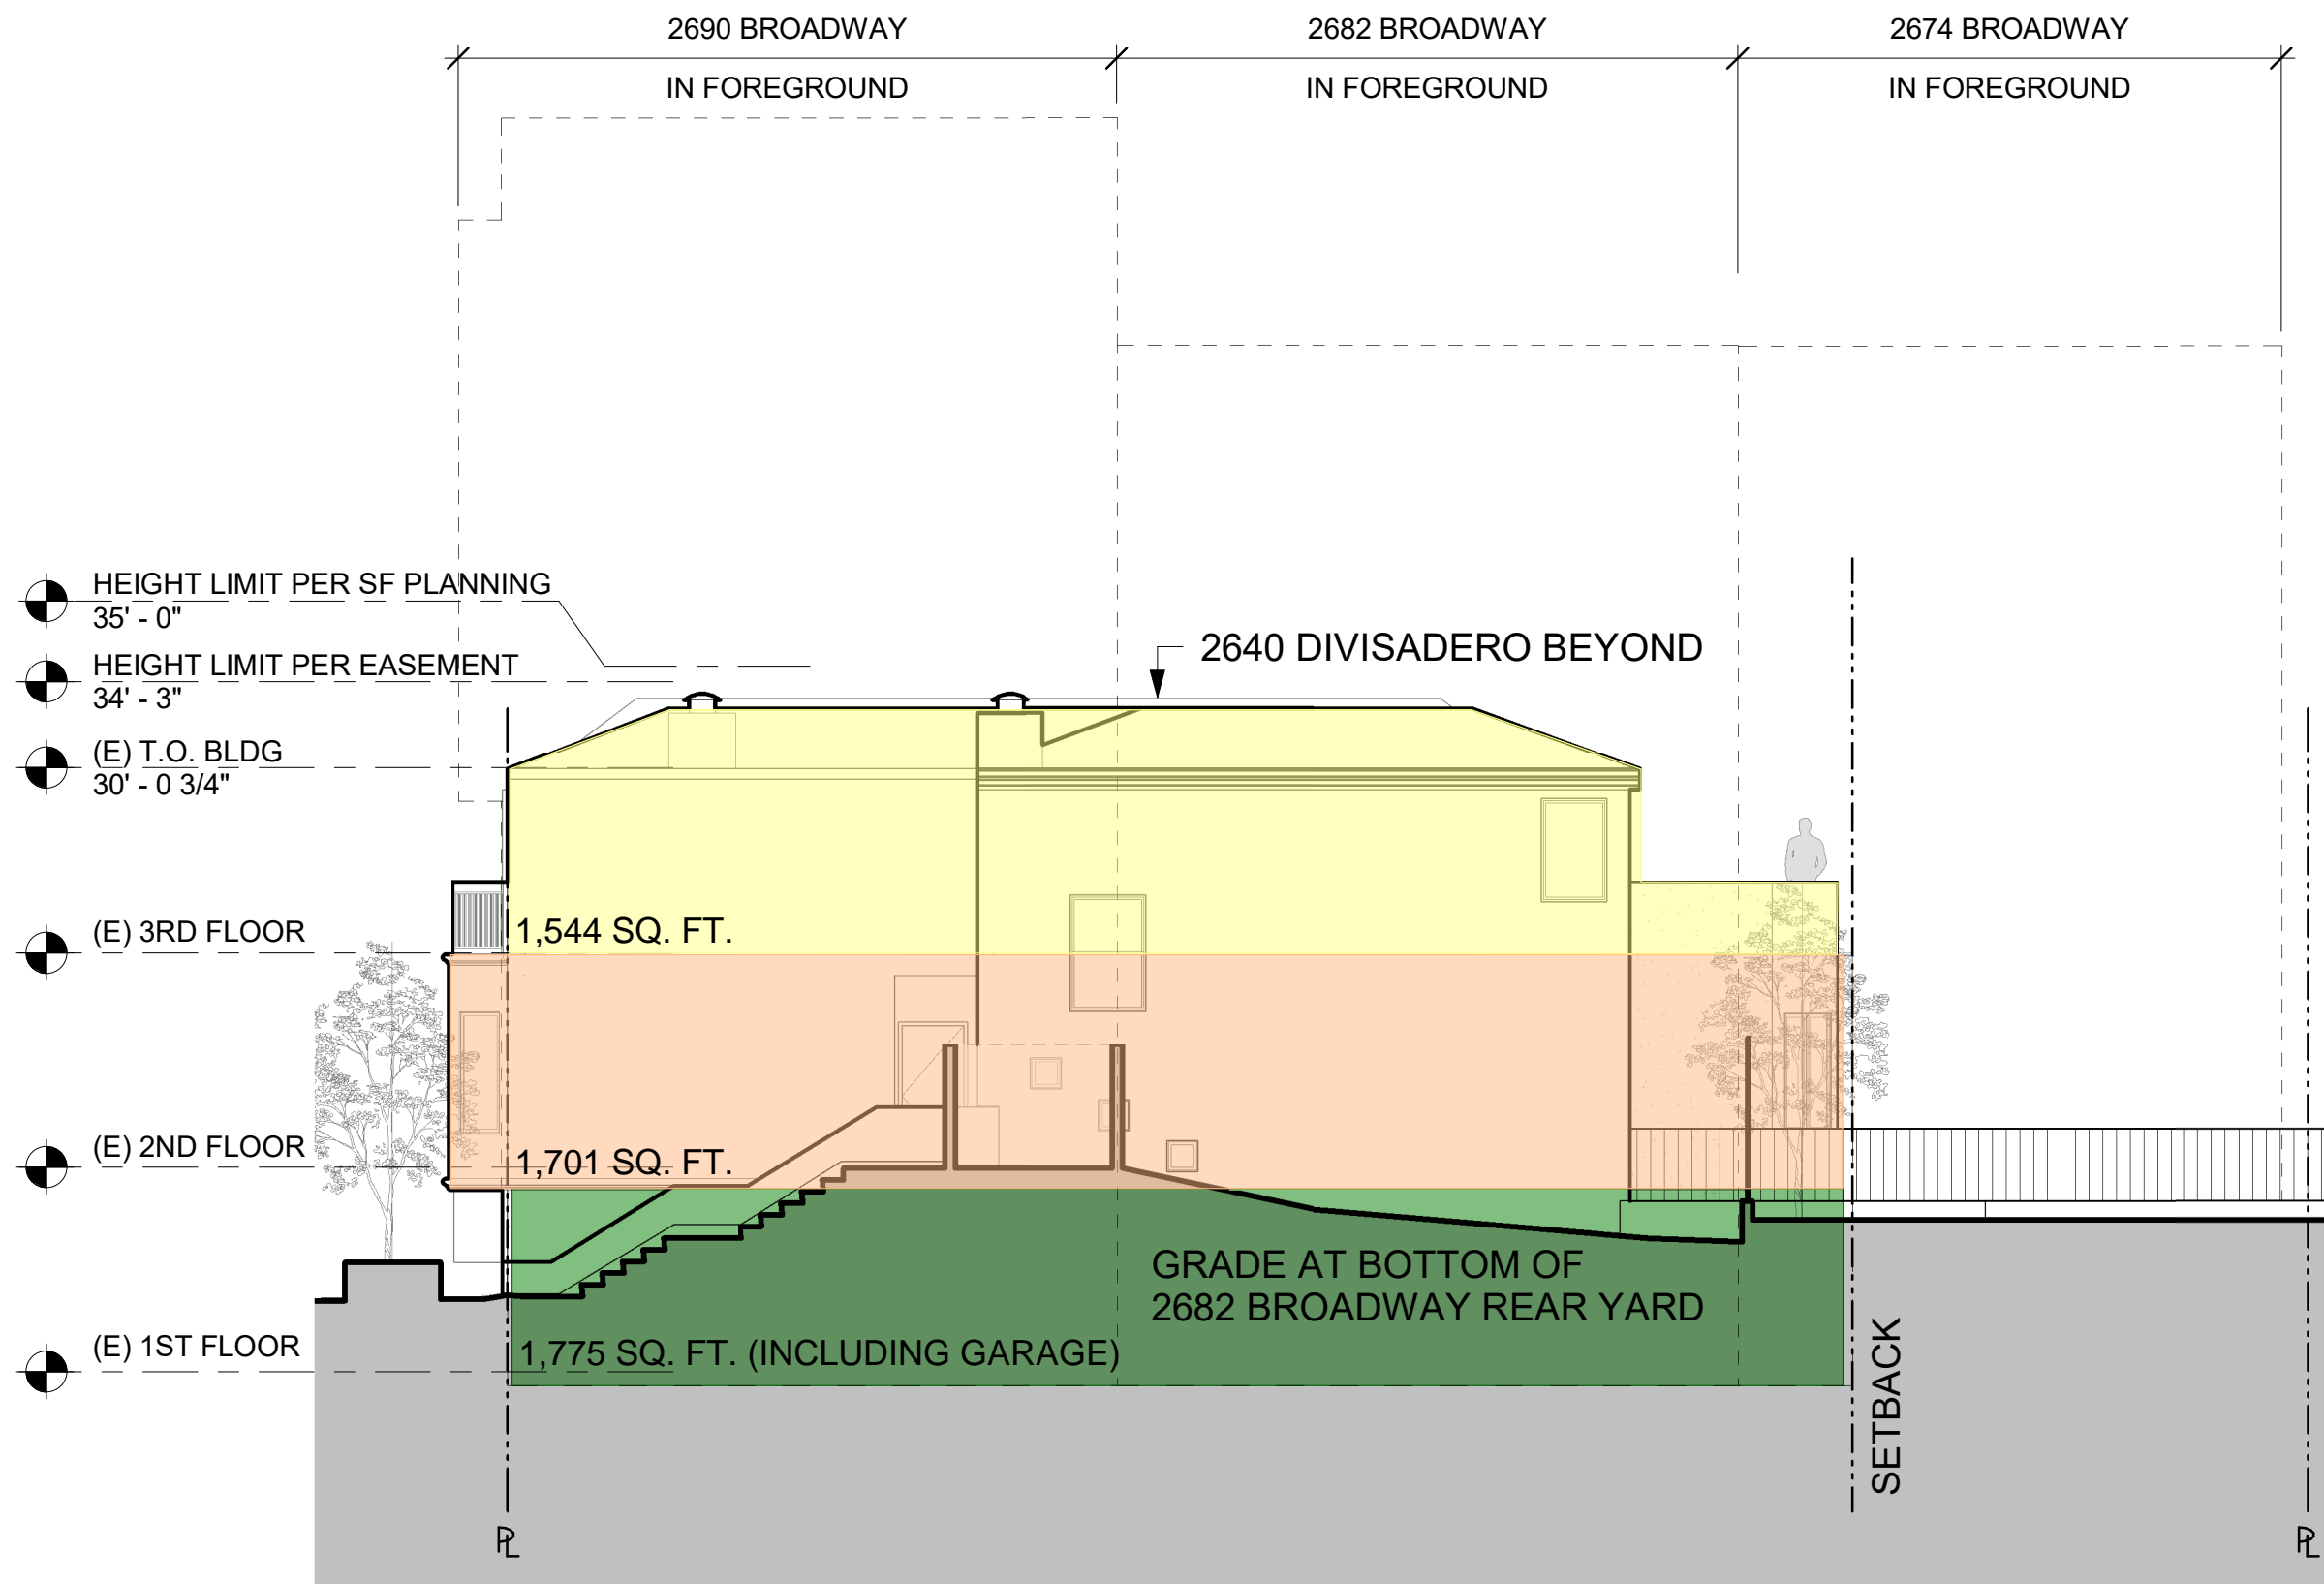 2690 BROADWAY
IN FOREGROUND
2682 BROADWAY
IN FOREGROUND
2674 BROADWAY
IN FOREGROUND
HEIGHT LIMIT PER SF PLANNING
35' - 0"
HEIGHT LIMIT PER EASEMENT
34' - 3"
2640 DIVISADERO BEYOND
(E) T.O. BLDG
30' - 0 3/4"
(E) 3RD FLOOR
1,544 SQ. FT.
(E) 2ND FLOOR
1,701 SQ. FT.
GRADE AT BOTTOM OF
2682 BROADWAY REAR YARD
(E) 1ST FLOOR
1,775 SQ. FT. (INCLUDING GARAGE)
SETBACK
PL
PL